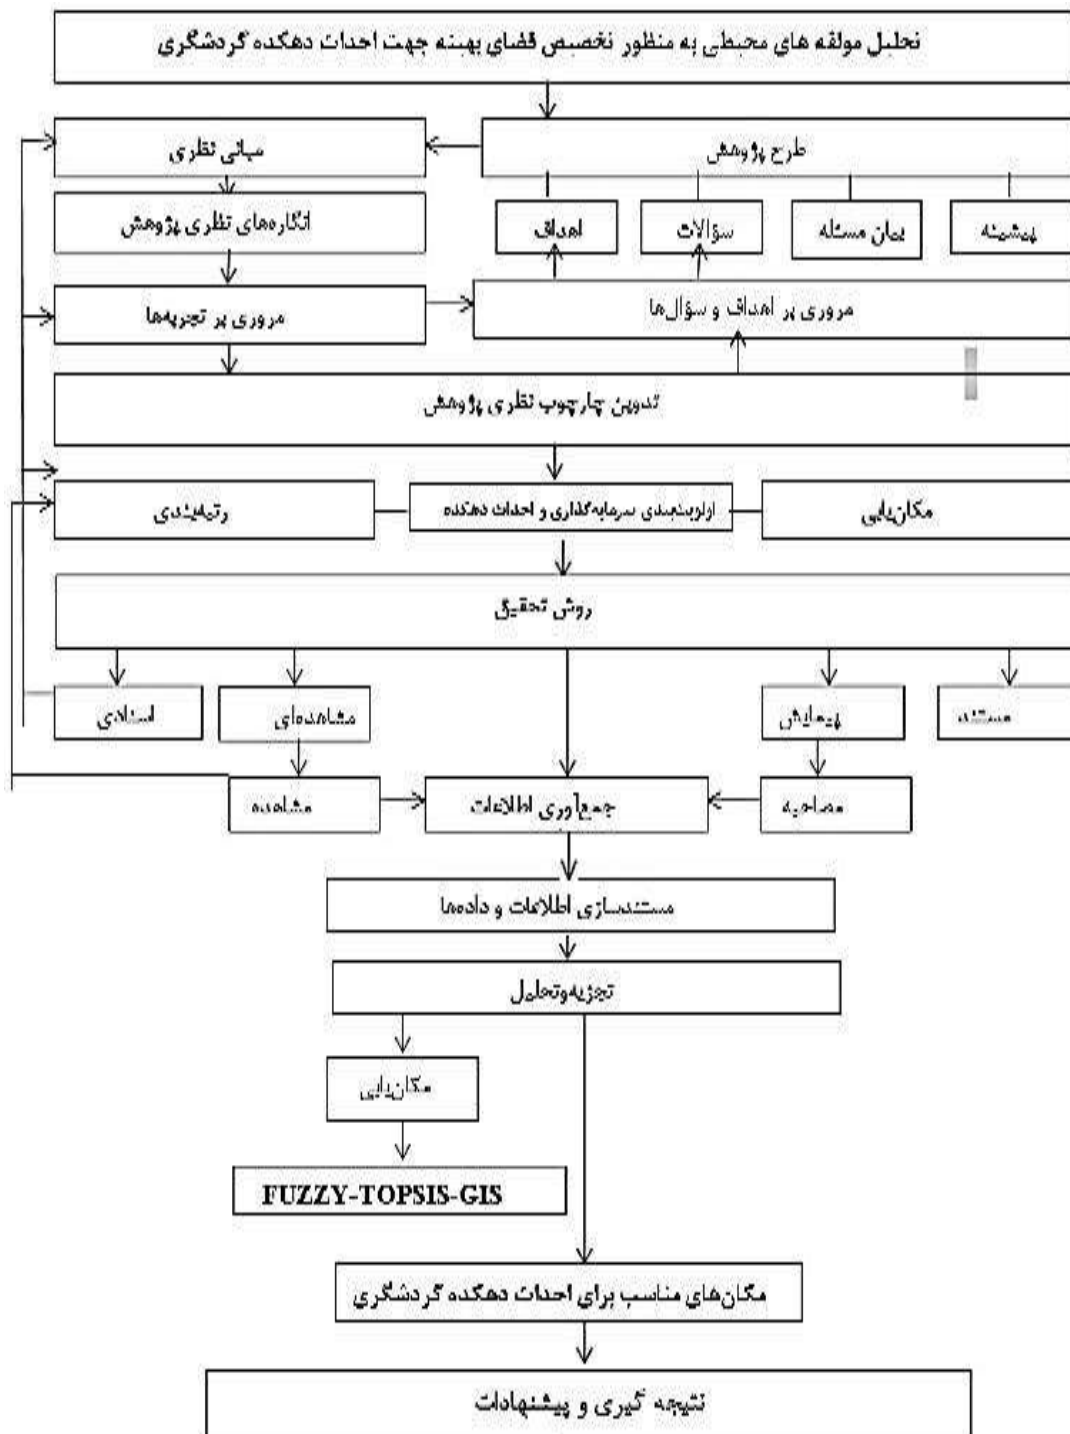 تحلیل مولفه های محیطی به منظور تخصیص فضای بهینه جهت احداث دهکده گردشگری
طرح پژوهش
مبانی نظری
پیشینه
بیان مسئله
سؤالات
اهداف
انگاره‌های نظری پژوهش
مروری بر اهداف و سؤال‌ها
مروری بر تجربه‌ها
تدوین چارچوب نظری پژوهش
مکان‌یابی
اولویت‌بندی سرمایه‌گذاری و احداث دهکده
رتبه‌بندی
روش تحقیق
مستند
پیمایش
مشاهده‌ای
اسنادی
مصاحبه
جمع‌آوری اطلاعات
مشاهده
مستندسازی اطلاعات و داده‌ها
تجزیه‌وتحلیل
مکان‌یابی
FUZZY-TOPSIS-GIS
مکان‌های مناسب برای احداث دهکده گردشگری
نتیجه گیری و پیشنهادات